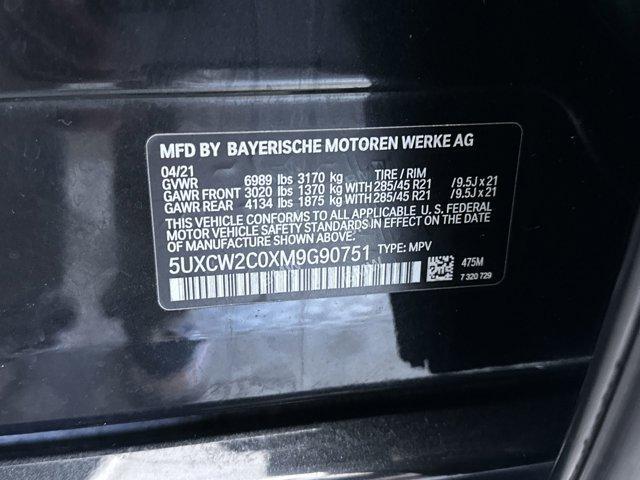 MFD BY BAYERISCHE MOTOREN WERKE AG
04/21
GVWR 6989 lbs 3170 kg TIRE / RIM
GAWR FRONT 3020 lbs 1370 kg WITH 285/45 R21 / 9.5J x 21
GAWR REAR 4134 lbs 1875 kg WITH 285/45 R21 / 9.5J x 21
THIS VEHICLE CONFORMS TO ALL APPLICABLE U. S. FEDERAL
MOTOR VEHICLE SAFETY STANDARDS IN EFFECT ON THE DATE
OF MANUFACTURE SHOWN ABOVE.
5UXCW2C0XM9G90751 TYPE: MPV
475M
7 320 729